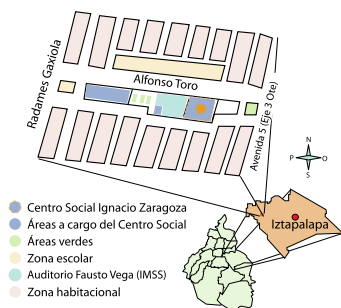 Radames Gaxiola
Alfonso Toro
Avenida 5 (Eje 3 Ote)
N
P
O
S
Iztapalapa
Centro Social Ignacio Zaragoza
Áreas a cargo del Centro Social
Áreas verdes
Zona escolar
Auditorio Fausto Vega (IMSS)
Zona habitacional